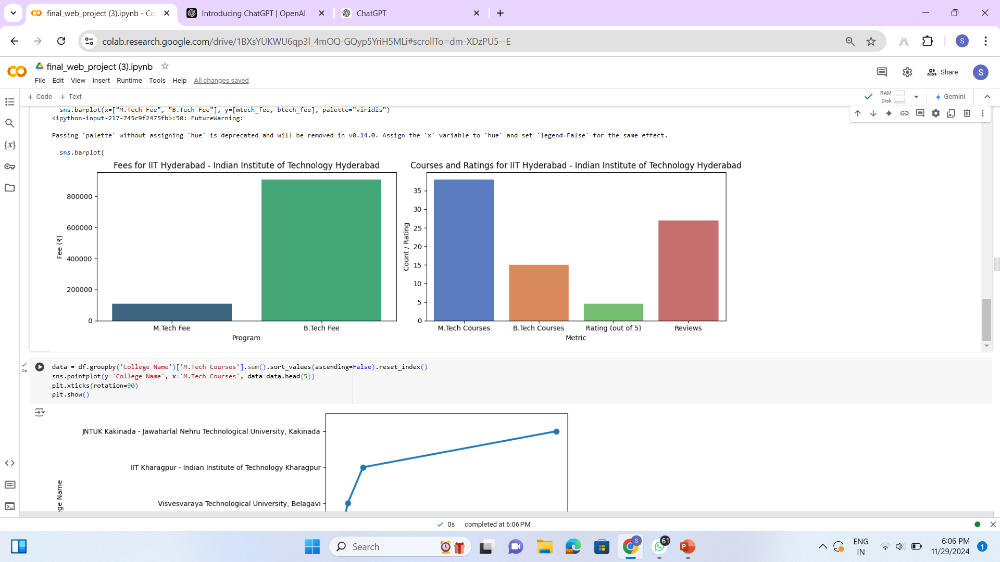 final_web_project (3).ipynb - Co
Introducing ChatGPT | OpenAI
ChatGPT
colab.research.google.com/drive/1BXsYUKWU6qp3l_4mOQ-GQyp5YriH5MLi#scrollTo=dm-XDzPU5--E
S
final_web_project (3).ipynb
File Edit View Insert Runtime Tools Help All changes saved
Share
S
+ Code + Text
RAM
Disk
Gemini
sns.barplot(x=["M.Tech Fee", "B.Tech Fee"], y=[mtech_fee, btech_fee], palette="viridis")
<ipython-input-217-745c9f2475fb>:50: FutureWarning:
Passing `palette` without assigning `hue` is deprecated and will be removed in v0.14.0. Assign the `x` variable to `hue` and set `legend=False` for the same effect.
sns.barplot(
Fees for IIT Hyderabad - Indian Institute of Technology Hyderabad
Fee (₹)
800000
600000
400000
200000
0
M.Tech Fee
B.Tech Fee
Program
Courses and Ratings for IIT Hyderabad - Indian Institute of Technology Hyderabad
Count / Rating
35
30
25
20
15
10
5
0
M.Tech Courses
B.Tech Courses
Rating (out of 5)
Reviews
Metric
0s
data = df.groupby('College Name')['M.Tech Courses'].sum().sort_values(ascending=False).reset_index()
sns.pointplot(y='College Name', x='M.Tech Courses', data=data.head(5))
plt.xticks(rotation=90)
plt.show()
JNTUK Kakinada - Jawaharlal Nehru Technological University, Kakinada
IIT Kharagpur - Indian Institute of Technology Kharagpur
Visvesvaraya Technological University, Belagavi
ge Name
0s completed at 6:06 PM
Search
S
61
ENG
IN
6:06 PM
11/29/2024
1